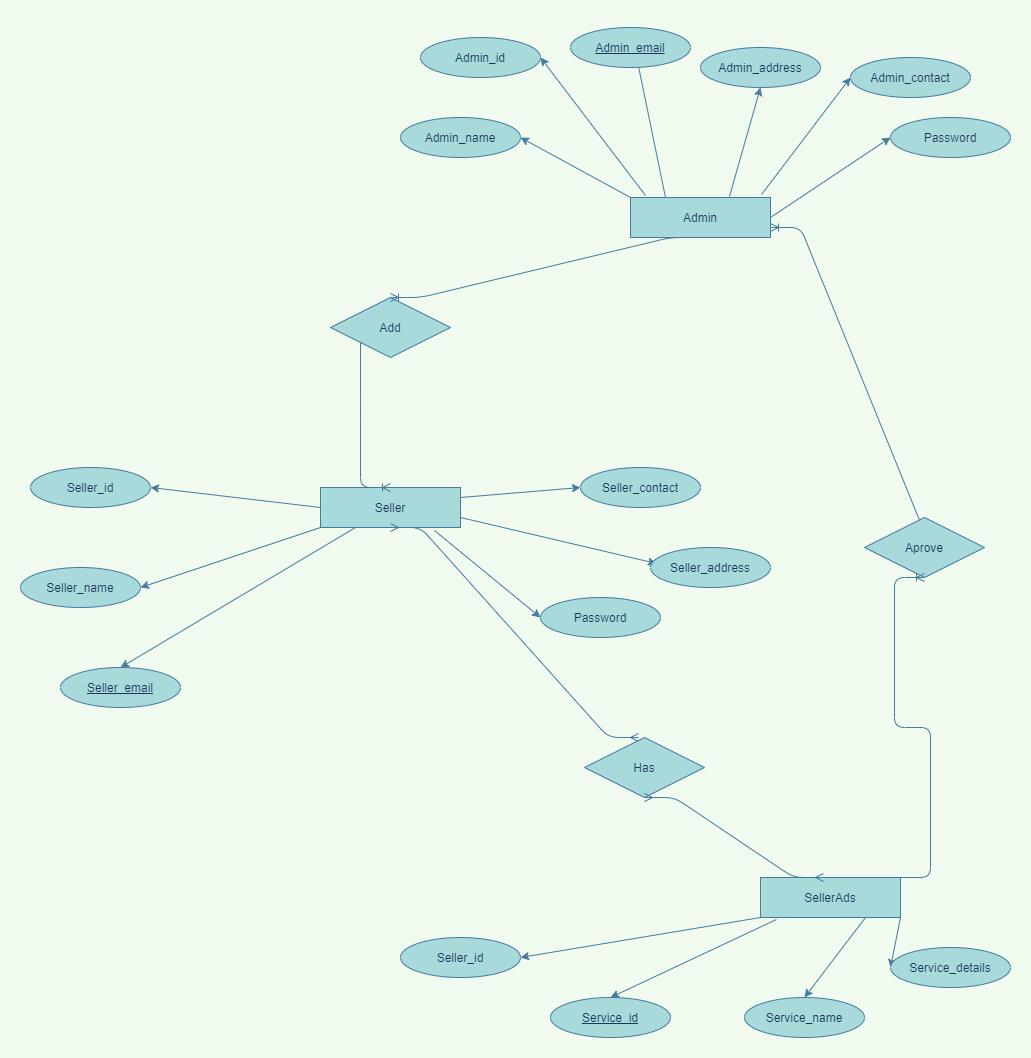 Admin_email
Admin_id
Admin_address
Admin_contact
Admin_name
Password
Admin
Add
Seller_id
Seller_contact
Seller
Aprove
Seller_address
Seller_name
Password
Seller_email
Has
SellerAds
Seller_id
Service_details
Service_id
Service_name